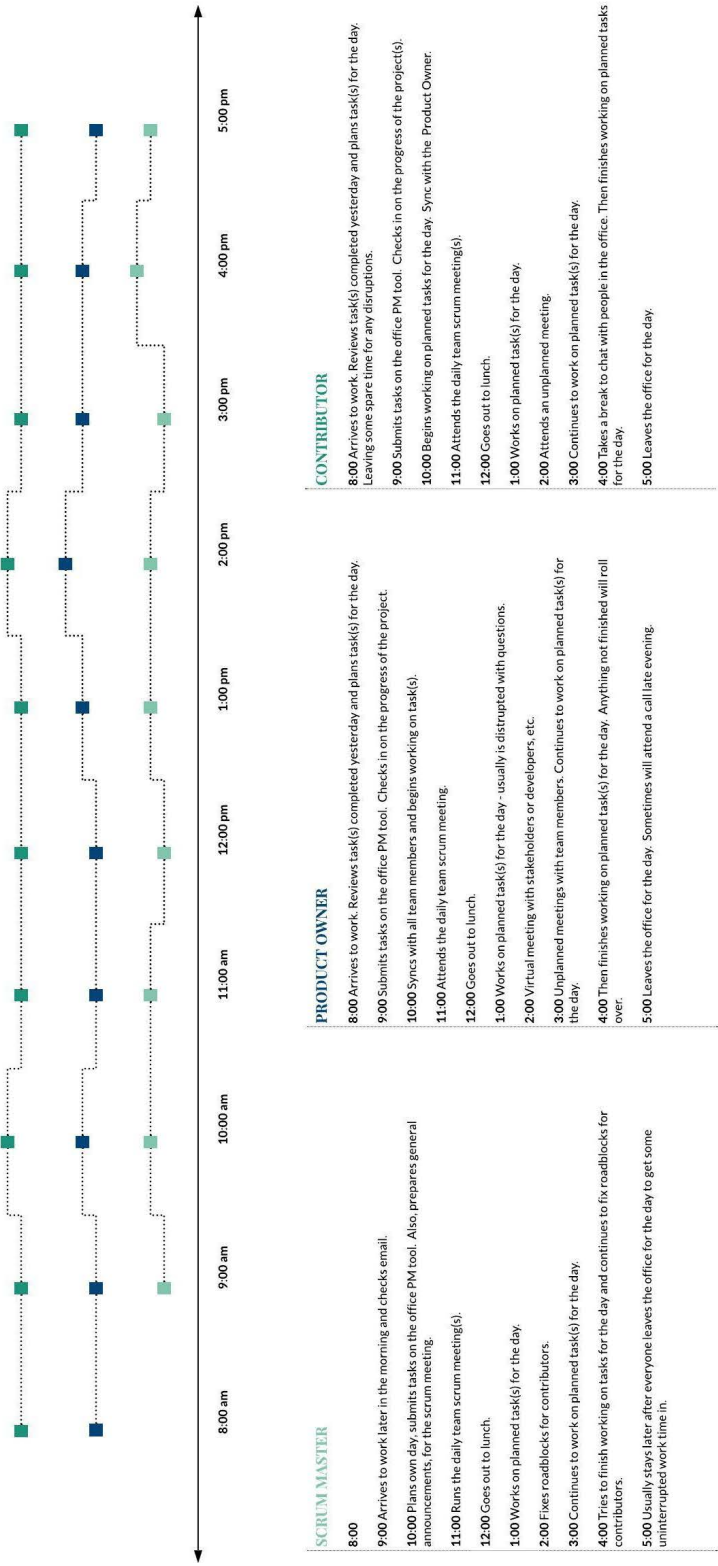 8:00 am
9:00 am
10:00 am
11:00 am
12:00 pm
1:00 pm
2:00 pm
3:00 pm
4:00 pm
5:00 pm
SCRUM MASTER
8:00
9:00 Arrives to work later in the morning and checks email.
10:00 Plans own day, submits tasks on the office PM tool. Also, prepares general
announcements, for the scrum meeting.
11:00 Runs the daily team scrum meeting(s).
12:00 Goes out to lunch.
1:00 Works on planned task(s) for the day.
2:00 Fixes roadblocks for contributors.
3:00 Continues to work on planned task(s) for the day.
4:00 Tries to finish working on tasks for the day and continues to fix roadblocks for
contributors.
5:00 Usually stays later after everyone leaves the office for the day to get some
uninterrupted work time in.
PRODUCT OWNER
8:00 Arrives to work. Reviews task(s) completed yesterday and plans task(s) for the day.
9:00 Submits tasks on the office PM tool. Checks in on the progress of the project.
10:00 Syncs with all team members and begins working on task(s).
11:00 Attends the daily team scrum meeting.
12:00 Goes out to lunch.
1:00 Works on planned task(s) for the day - usually is distrupted with questions.
2:00 Virtual meeting with stakeholders or developers, etc.
3:00 Unplanned meetings with team members. Continues to work on planned task(s) for
the day.
4:00 Then finishes working on planned task(s) for the day. Anything not finished will roll
over.
5:00 Leaves the office for the day. Sometimes will attend a call late evening.
CONTRIBUTOR
8:00 Arrives to work. Reviews task(s) completed yesterday and plans task(s) for the day.
Leaving some spare time for any disruptions.
9:00 Submits tasks on the office PM tool. Checks in on the progress of the project(s).
10:00 Begins working on planned tasks for the day. Sync with the Product Owner.
11:00 Attends the daily team scrum meeting(s).
12:00 Goes out to lunch.
1:00 Works on planned task(s) for the day.
2:00 Attends an unplanned meeting.
3:00 Continues to work on planned task(s) for the day.
4:00 Takes a break to chat with people in the office. Then finishes working on planned tasks
for the day.
5:00 Leaves the office for the day.